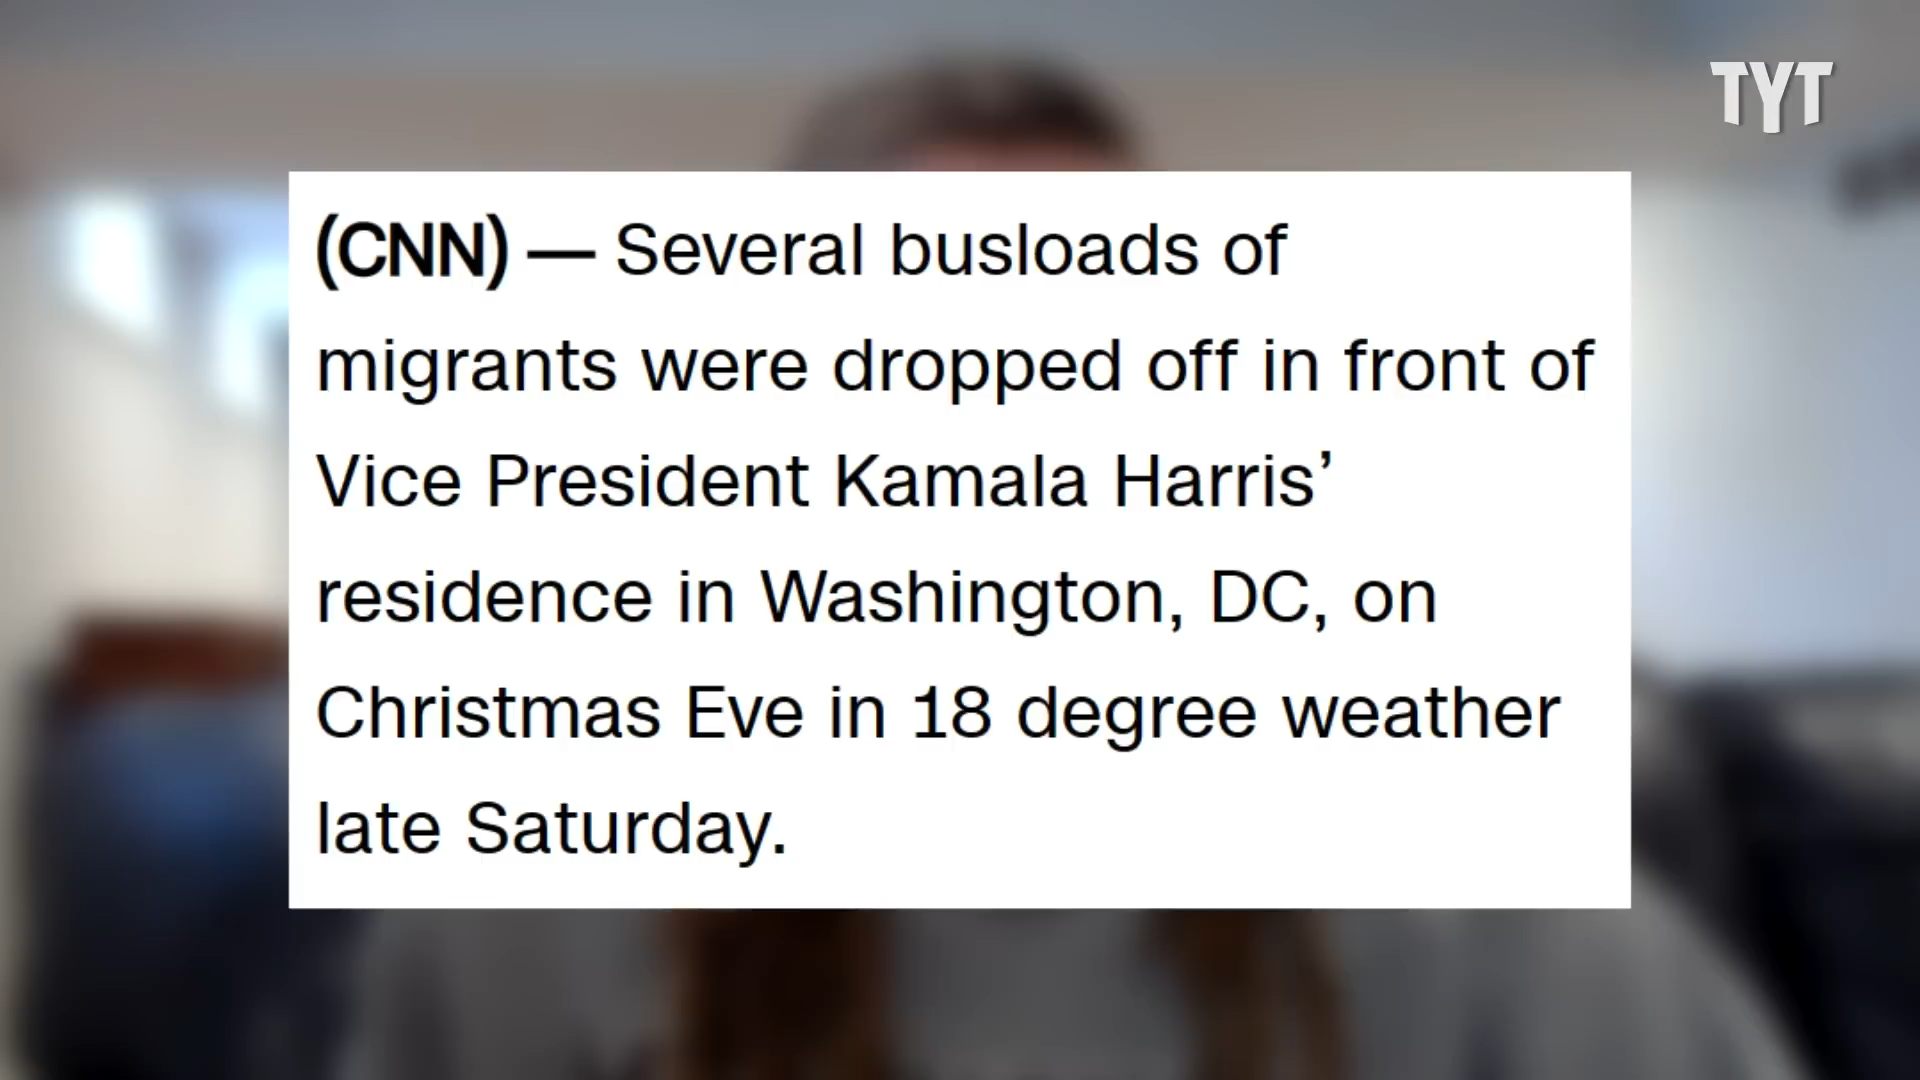 TYT
(CNN) — Several busloads of
migrants were dropped off in front of
Vice President Kamala Harris’
residence in Washington, DC, on
Christmas Eve in 18 degree weather
late Saturday.